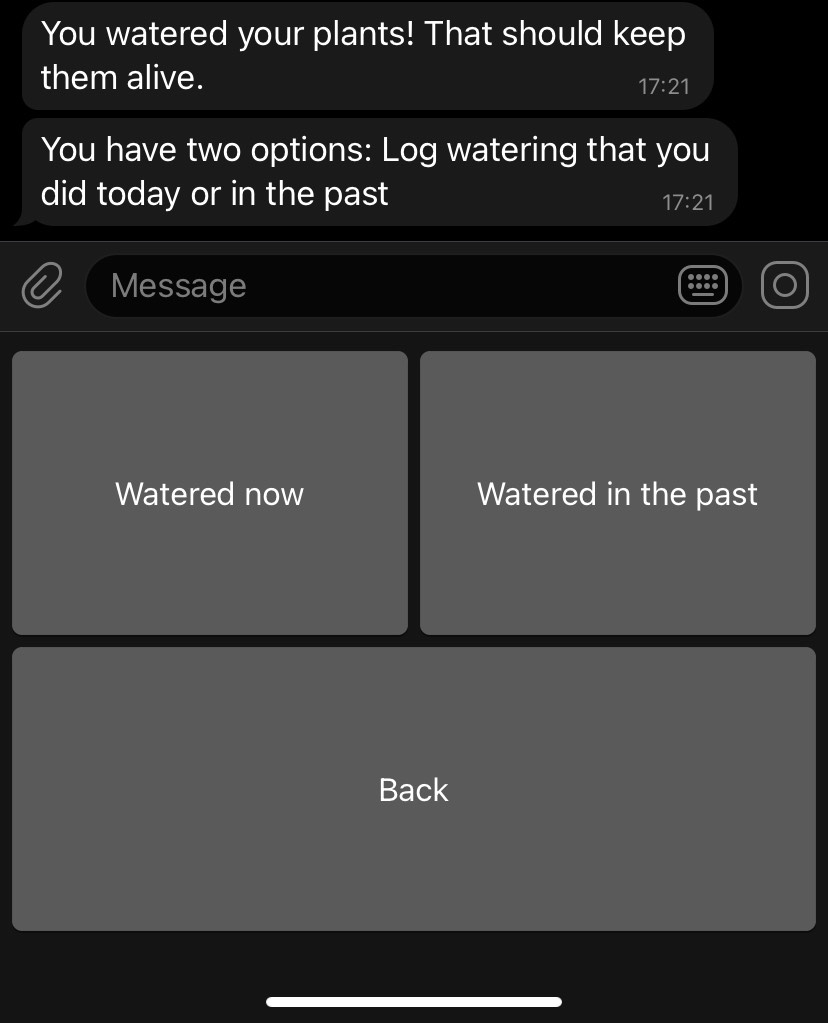 You watered your plants! That should keep
them alive.
17:21
You have two options: Log watering that you
did today or in the past
17:21
Message
Watered now
Watered in the past
Back